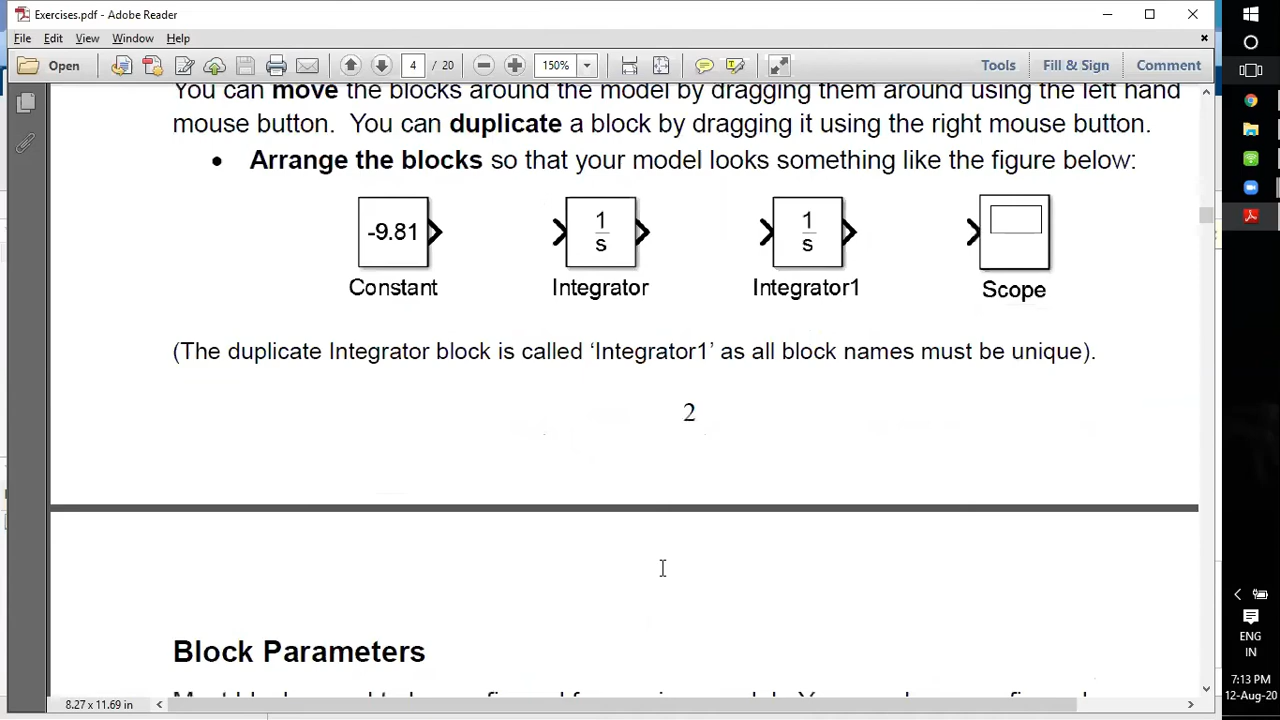 Exercises.pdf - Adobe Reader
File Edit View Window Help
Open 4 / 20 150% Tools Fill & Sign Comment
You can move the blocks around the model by dragging them around using the left hand
mouse button. You can duplicate a block by dragging it using the right mouse button.
• Arrange the blocks so that your model looks something like the figure below:
-9.81 1 1
s s
Constant Integrator Integrator1 Scope
(The duplicate Integrator block is called ‘Integrator1’ as all block names must be unique).
2
Block Parameters
8.27 x 11.69 in
ENG
IN
7:13 PM
12-Aug-20